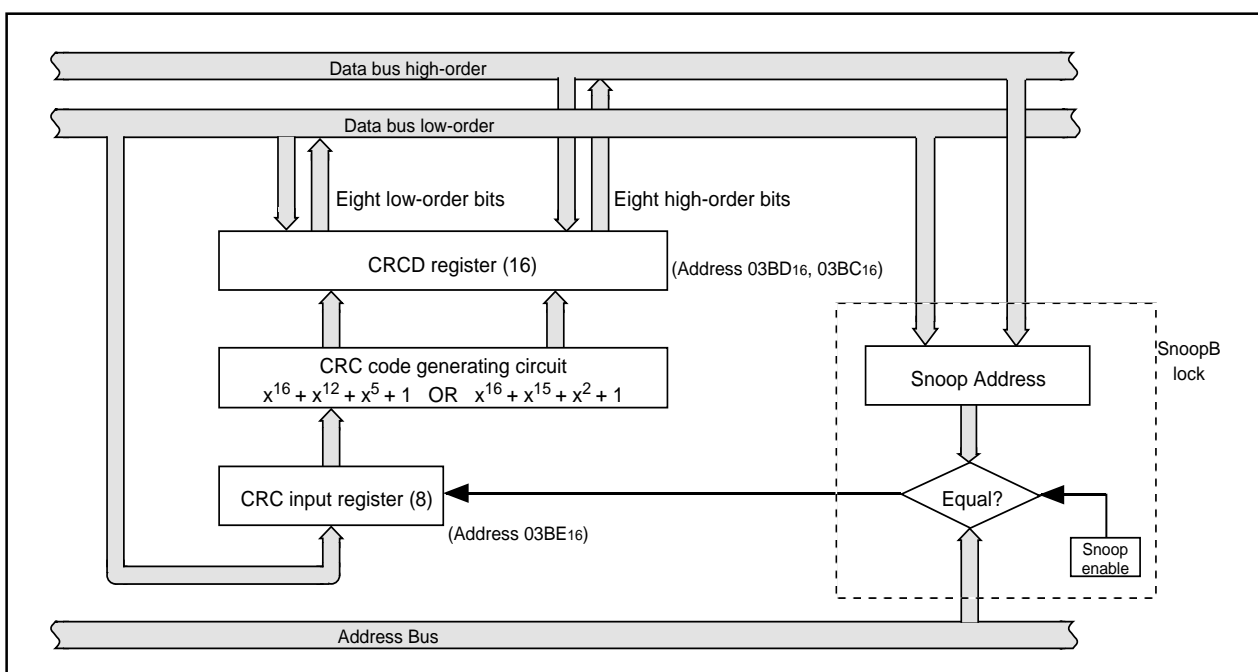 Data bus high-order
Data bus low-order
Eight low-order bits
Eight high-order bits
CRCD register (16)
(Address 03BD16, 03BC16)
CRC code generating circuit
x16 + x12 + x5 + 1 OR x16 + x15 + x2 + 1
SnoopB
lock
Snoop Address
CRC input register (8)
Equal?
(Address 03BE16)
Snoop
enable
Address Bus